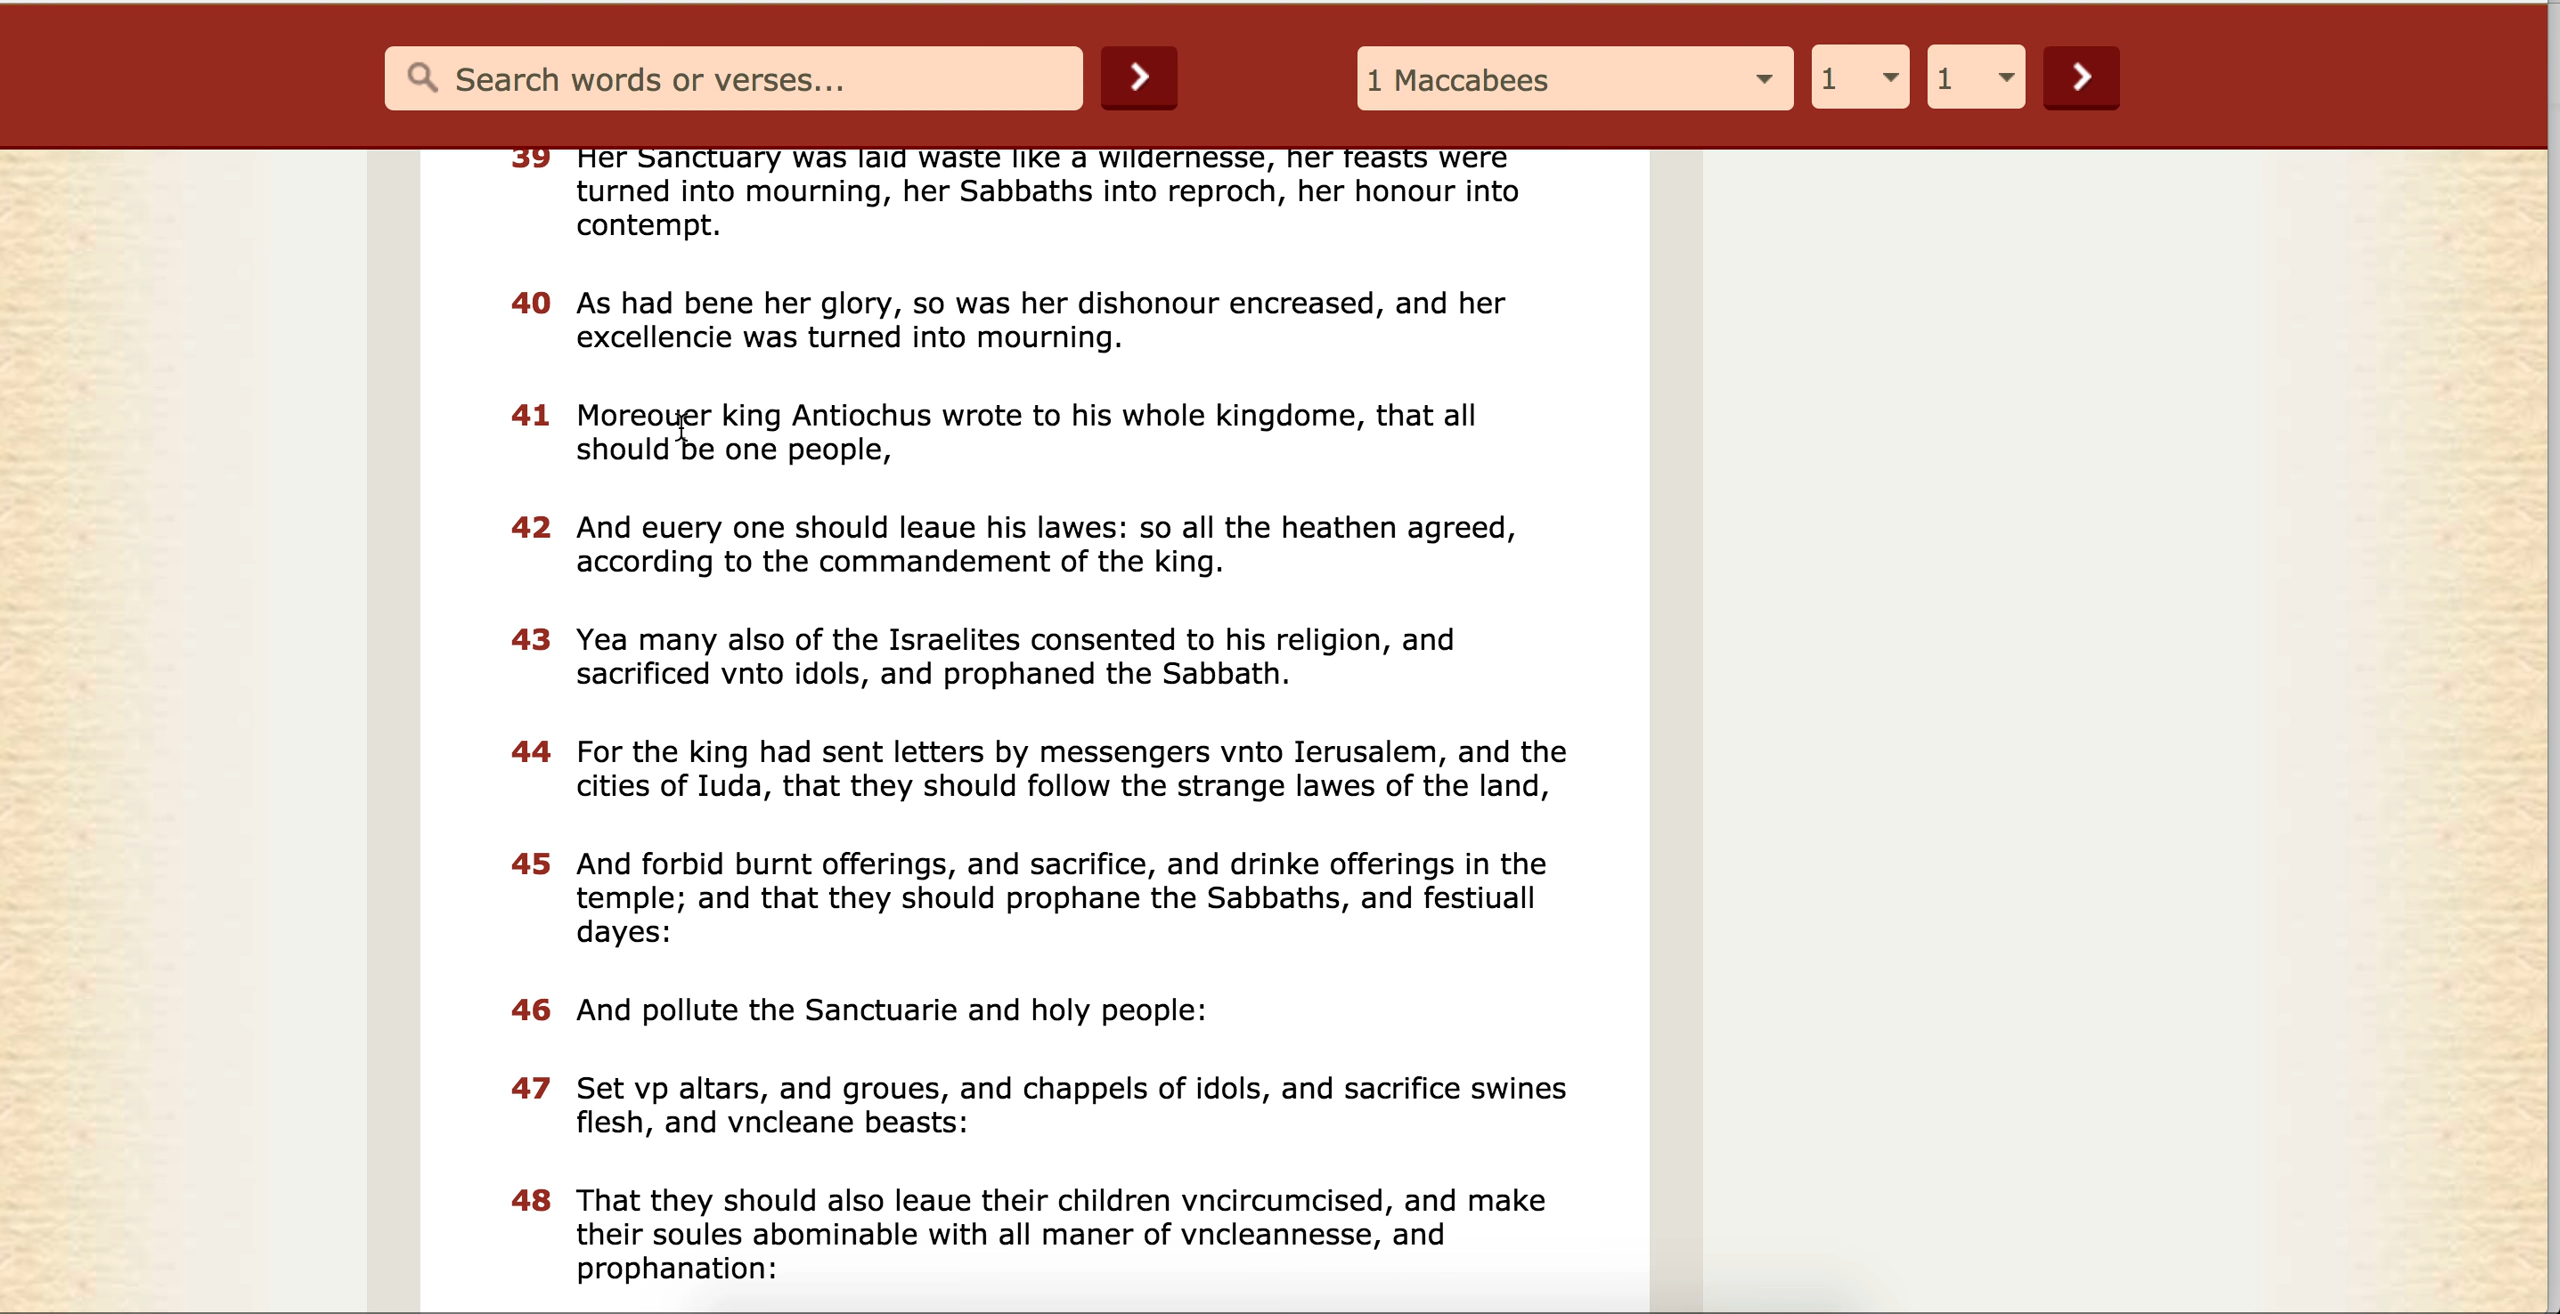 Search words or verses...
1 Maccabees
1
1
39 Her Sanctuary was laid waste like a wildernesse, her feasts were
turned into mourning, her Sabbaths into reproch, her honour into
contempt.
40 As had bene her glory, so was her dishonour encreased, and her
excellencie was turned into mourning.
41 Moreouer king Antiochus wrote to his whole kingdome, that all
should be one people,
42 And euery one should leaue his lawes: so all the heathen agreed,
according to the commandement of the king.
43 Yea many also of the Israelites consented to his religion, and
sacrificed vnto idols, and prophaned the Sabbath.
44 For the king had sent letters by messengers vnto Ierusalem, and the
cities of Iuda, that they should follow the strange lawes of the land,
45 And forbid burnt offerings, and sacrifice, and drinke offerings in the
temple; and that they should prophane the Sabbaths, and festiuall
dayes:
46 And pollute the Sanctuarie and holy people:
47 Set vp altars, and groues, and chappels of idols, and sacrifice swines
flesh, and vncleane beasts:
48 That they should also leaue their children vncircumcised, and make
their soules abominable with all maner of vncleannesse, and
prophanation: